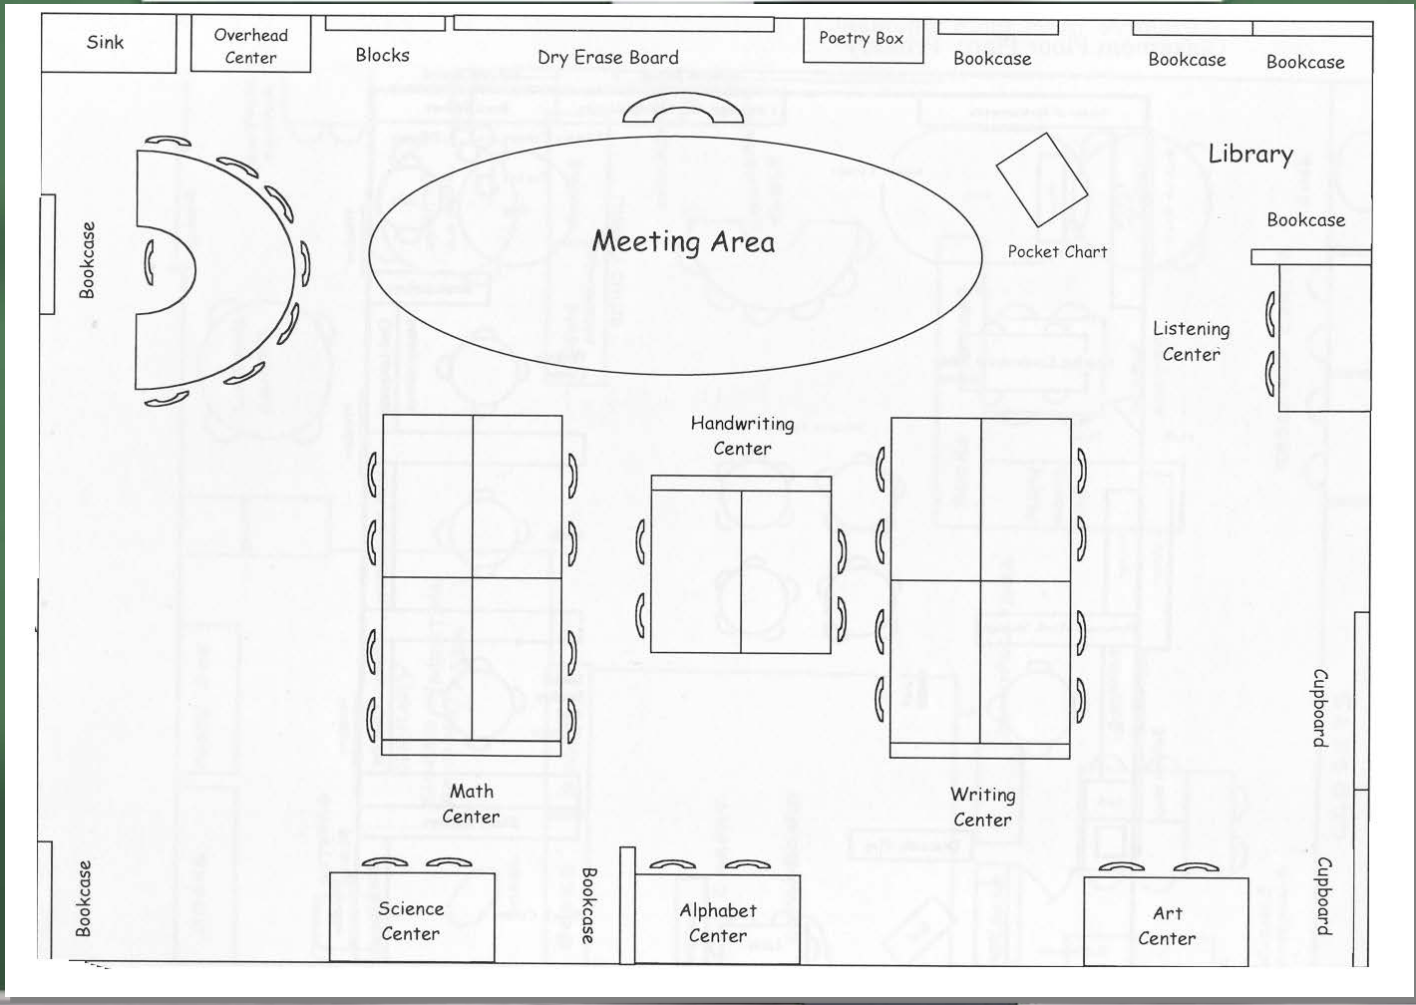 Sink
Overhead
Center
Blocks
Dry Erase Board
Poetry Box
Bookcase
Bookcase
Bookcase
Library
Bookcase
Meeting Area
Pocket Chart
Bookcase
Listening
Center
Handwriting
Center
Cupboard
Math
Center
Writing
Center
Bookcase
Science
Center
Bookcase
Alphabet
Center
Art
Center
Cupboard